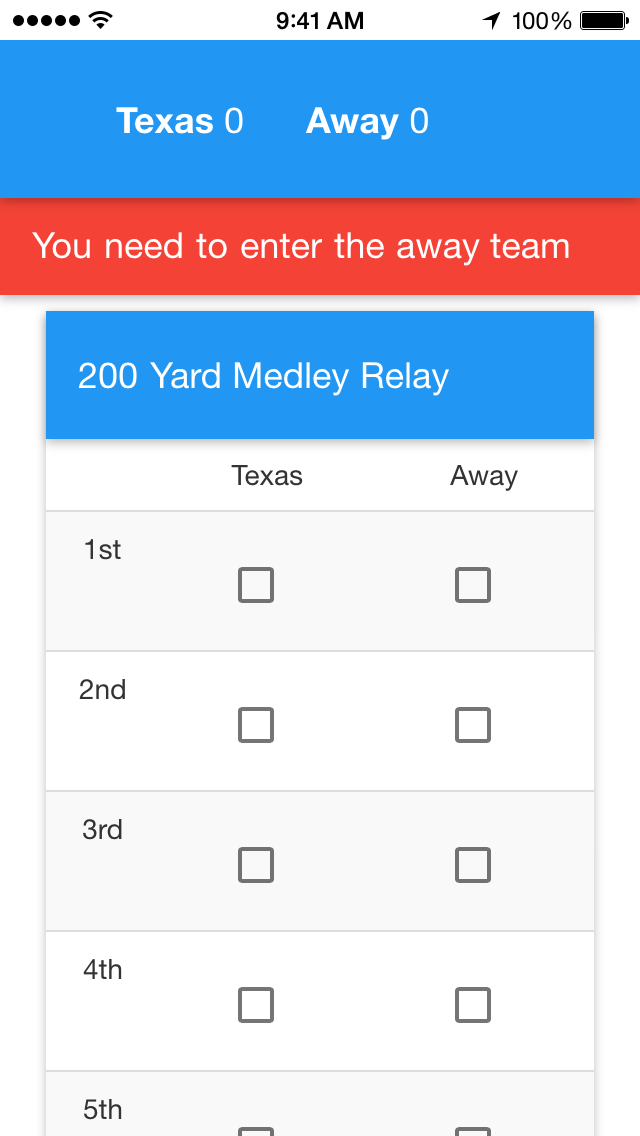 9:41 AM 100%
Texas 0 Away 0
You need to enter the away team
200 Yard Medley Relay
Texas Away
1st
2nd
3rd
4th
5th